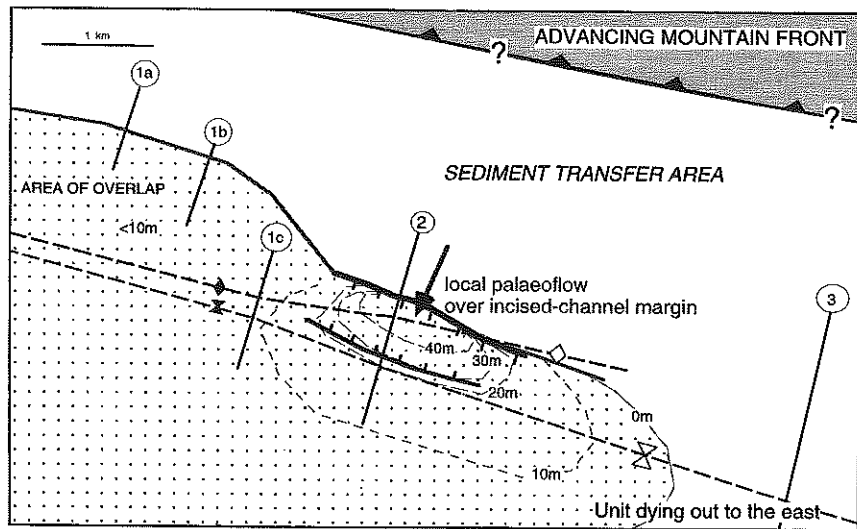 1 km
ADVANCING MOUNTAIN FRONT
?
?
1a
1b
SEDIMENT TRANSFER AREA
AREA OF OVERLAP
<10m
1c
2
local palaeoflow
over incised-channel margin
3
40m
30m
20m
0m
10m
Unit dying out to the east